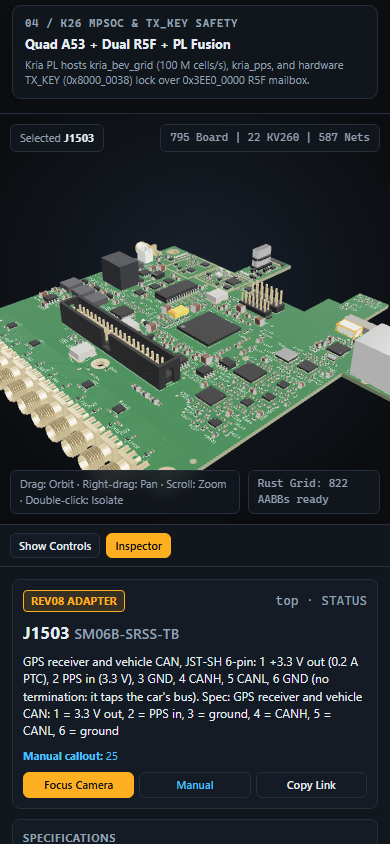 04 / K26 MPSOC & TX_KEY SAFETY
Quad A53 + Dual R5F + PL Fusion
Kria PL hosts kria_bev_grid (100 M cells/s), kria_pps, and hardware
TX_KEY (0x8000_0038) lock over 0x3EE0_0000 R5F mailbox.
Selected J1503
795 Board | 22 KV260 | 587 Nets
Drag: Orbit · Right-drag: Pan · Scroll: Zoom
· Double-click: Isolate
Rust Grid: 822
AABBs ready
Show Controls
Inspector
REV08 ADAPTER
top · STATUS
J1503 SM06B-SRSS-TB
GPS receiver and vehicle CAN, JST-SH 6-pin: 1 +3.3 V out (0.2 A
PTC), 2 PPS in (3.3 V), 3 GND, 4 CANH, 5 CANL, 6 GND (no
termination: it taps the car's bus). Spec: GPS receiver and vehicle
CAN: 1 = 3.3 V out, 2 = PPS in, 3 = ground, 4 = CANH, 5 =
CANL, 6 = ground
Manual callout: 25
Focus Camera
Manual
Copy Link
SPECIFICATIONS